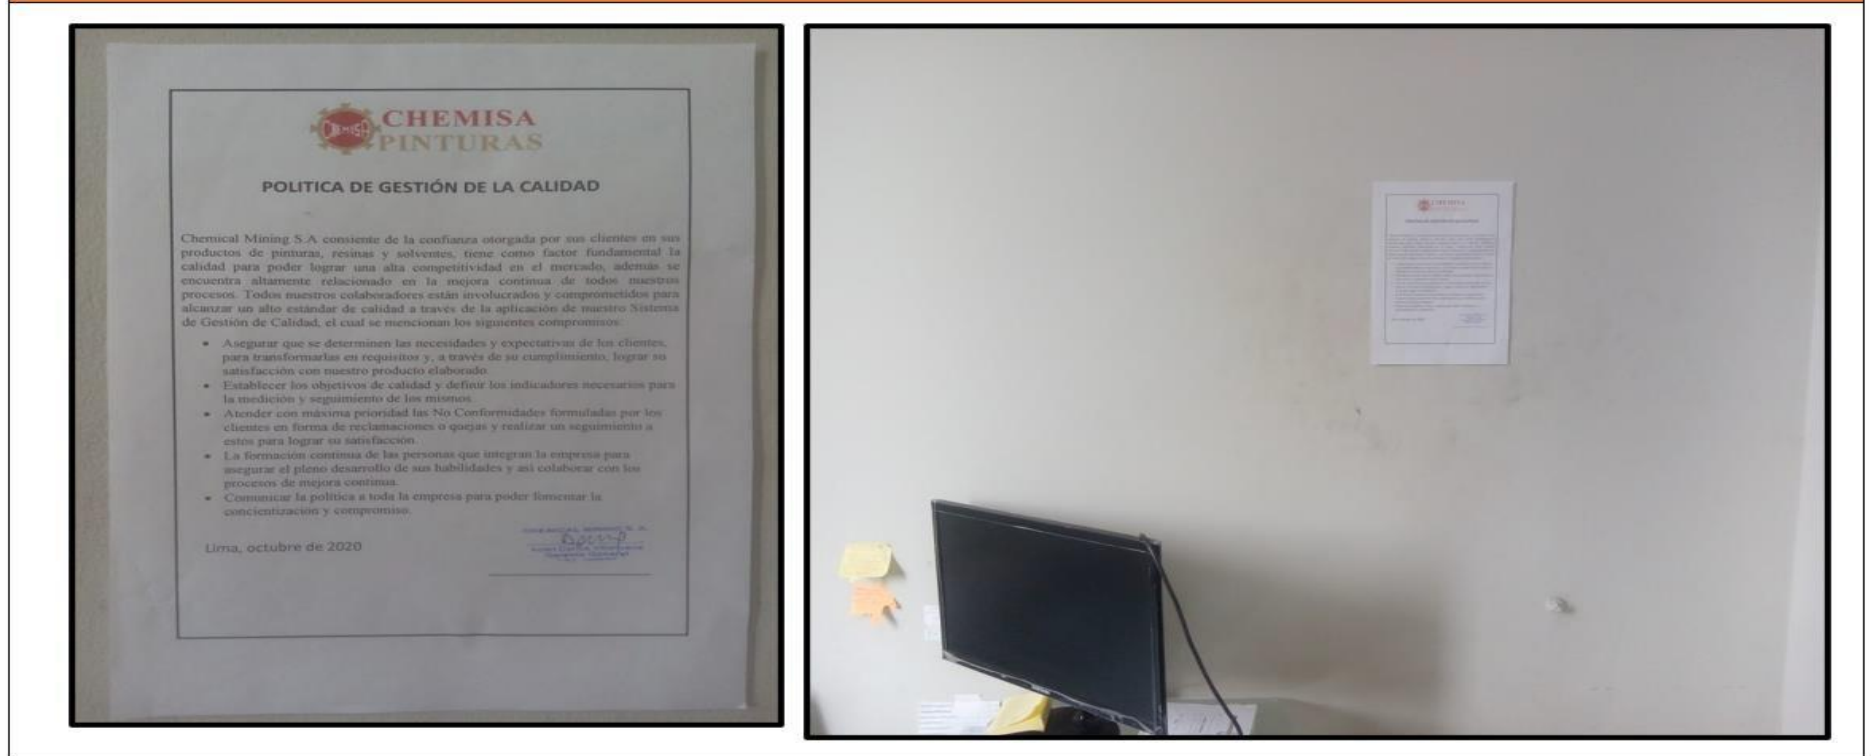 CHEMISA
CHEMISA
PINTURAS
POLITICA DE GESTIÓN DE LA CALIDAD
Chemical Mining S.A consiente de la confianza otorgada por sus clientes en sus
productos de pinturas, resinas y solventes, tiene como factor fundamental la
calidad para poder lograr una alta competitividad en el mercado, además se
encuentra altamente relacionado en la mejora continua de todos nuestros
procesos. Todos nuestros colaboradores están involucrados y comprometidos para
alcanzar un alto estándar de calidad a través de la aplicación de nuestro Sistema
de Gestión de Calidad, el cual se mencionan los siguientes compromisos:
• Asegurar que se determinen las necesidades y expectativas de los clientes,
para transformarlas en requisitos y, a través de su cumplimiento, lograr su
satisfacción con nuestro producto elaborado.
• Establecer los objetivos de calidad y definir los indicadores necesarios para
la medición y seguimiento de los mismos.
• Atender con máxima prioridad las No Conformidades formuladas por los
clientes en forma de reclamaciones o quejas y realizar un seguimiento a
estos para lograr su satisfacción.
• La formación continua de las personas que integran la empresa para
asegurar el pleno desarrollo de sus habilidades y así colaborar con los
procesos de mejora continua.
• Comunicar la política a toda la empresa para poder fomentar la
concientización y compromiso.
CHEMICAL MINING S. A.
Gerente General
Lima, octubre de 2020
CHEMISA